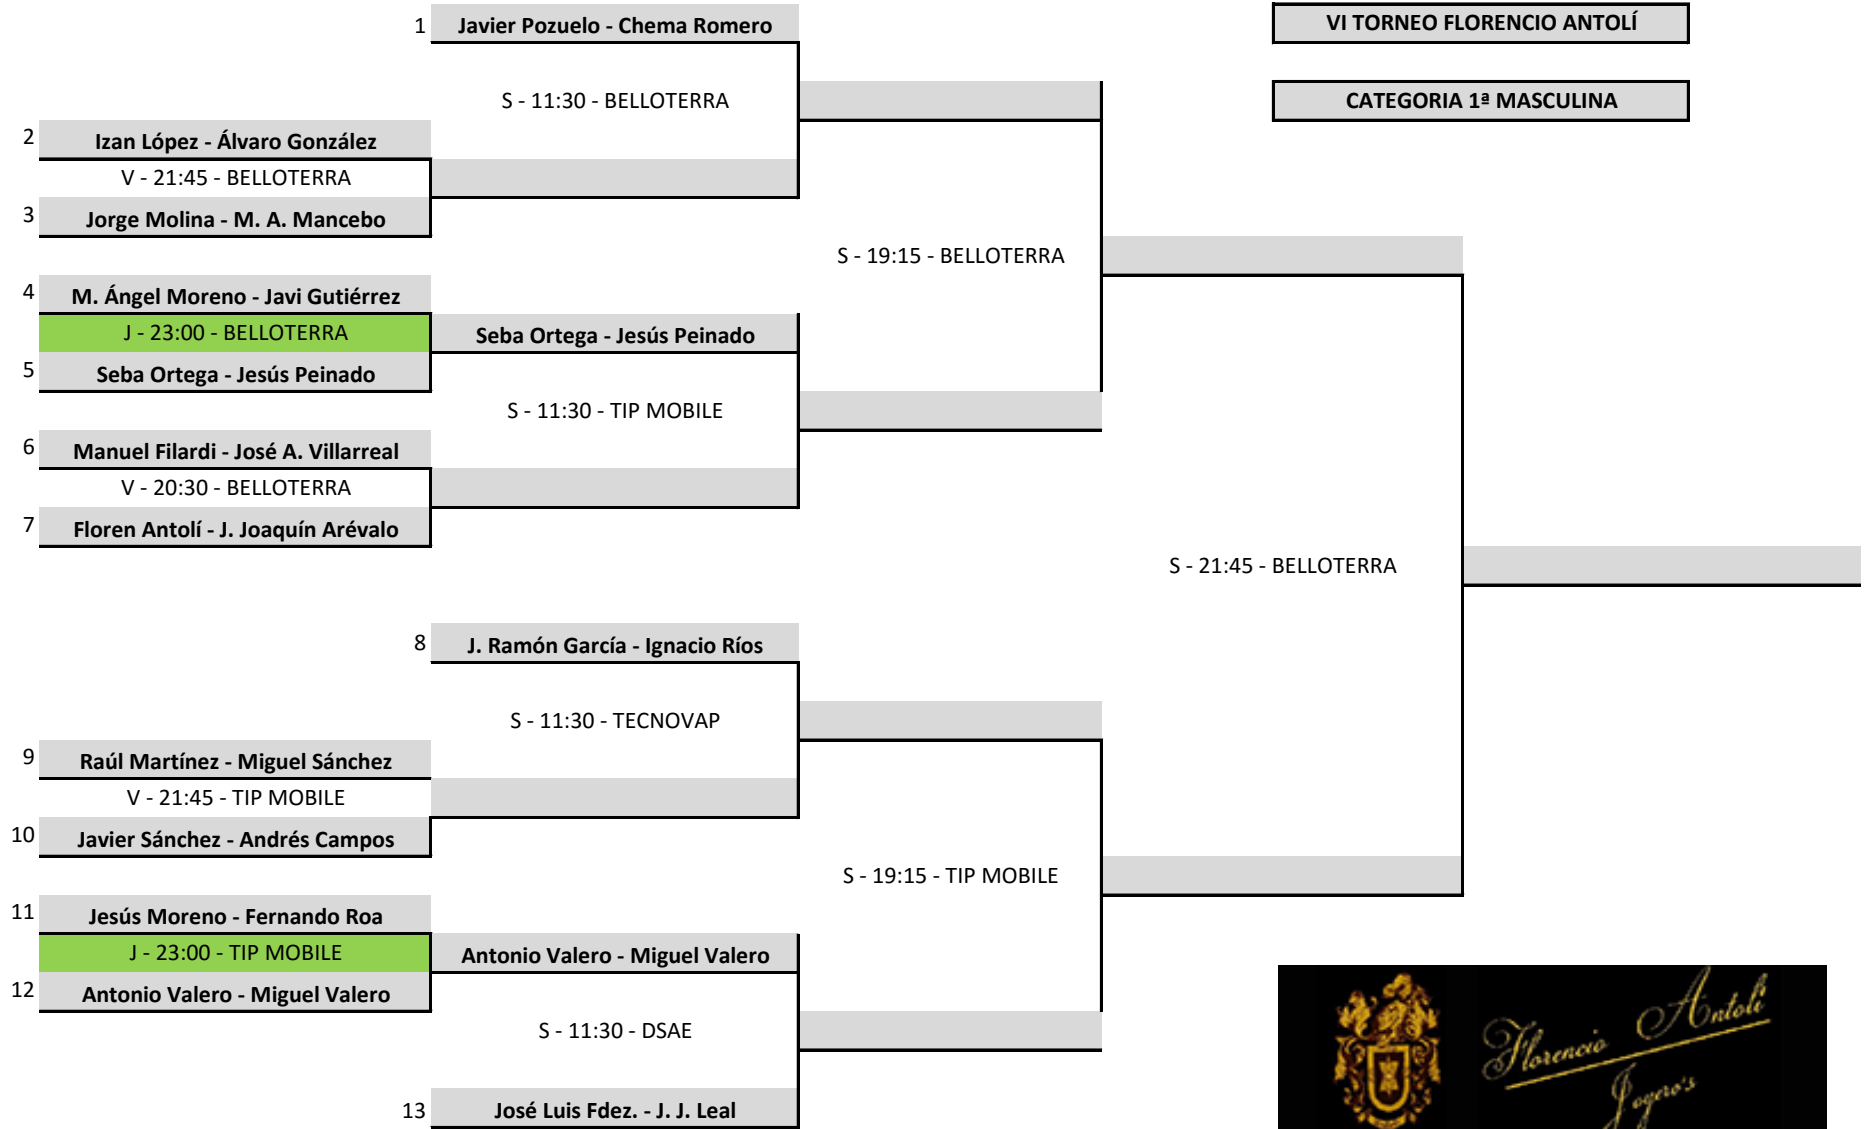 1 Javier Pozuelo - Chema Romero
VI TORNEO FLORENCIO ANTOLÍ
S - 11:30 - BELLOTERRA
CATEGORIA 1ª MASCULINA
2 Izan López - Álvaro González
V - 21:45 - BELLOTERRA
3 Jorge Molina - M. A. Mancebo
S - 19:15 - BELLOTERRA
4 M. Ángel Moreno - Javi Gutiérrez
J - 23:00 - BELLOTERRA
Seba Ortega - Jesús Peinado
5 Seba Ortega - Jesús Peinado
S - 11:30 - TIP MOBILE
6 Manuel Filardi - José A. Villarreal
V - 20:30 - BELLOTERRA
7 Floren Antolí - J. Joaquín Arévalo
S - 21:45 - BELLOTERRA
8 J. Ramón García - Ignacio Ríos
S - 11:30 - TECNOVAP
9 Raúl Martínez - Miguel Sánchez
V - 21:45 - TIP MOBILE
10 Javier Sánchez - Andrés Campos
S - 19:15 - TIP MOBILE
11 Jesús Moreno - Fernando Roa
J - 23:00 - TIP MOBILE
Antonio Valero - Miguel Valero
12 Antonio Valero - Miguel Valero
S - 11:30 - DSAE
13 José Luis Fdez. - J. J. Leal
Florencio Antolí
Joyero's